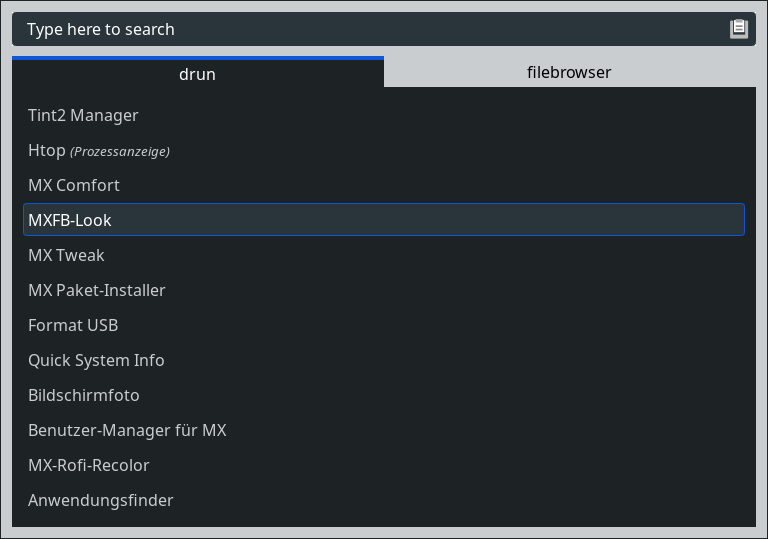 Type here to search
drun
filebrowser
Tint2 Manager
Htop (Prozessanzeige)
MX Comfort
MXFB-Look
MX Tweak
MX Paket-Installer
Format USB
Quick System Info
Bildschirmfoto
Benutzer-Manager für MX
MX-Rofi-Recolor
Anwendungsfinder